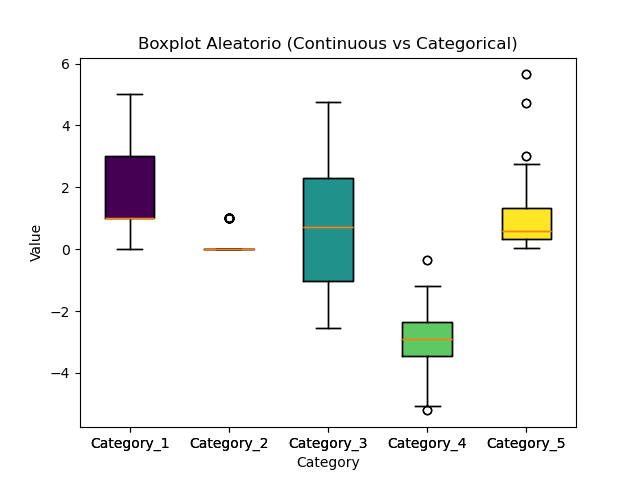 Boxplot Aleatorio (Continuous vs Categorical)
6
4
2
0
−2
−4
Value
Category_1 Category_2 Category_3 Category_4 Category_5
Category